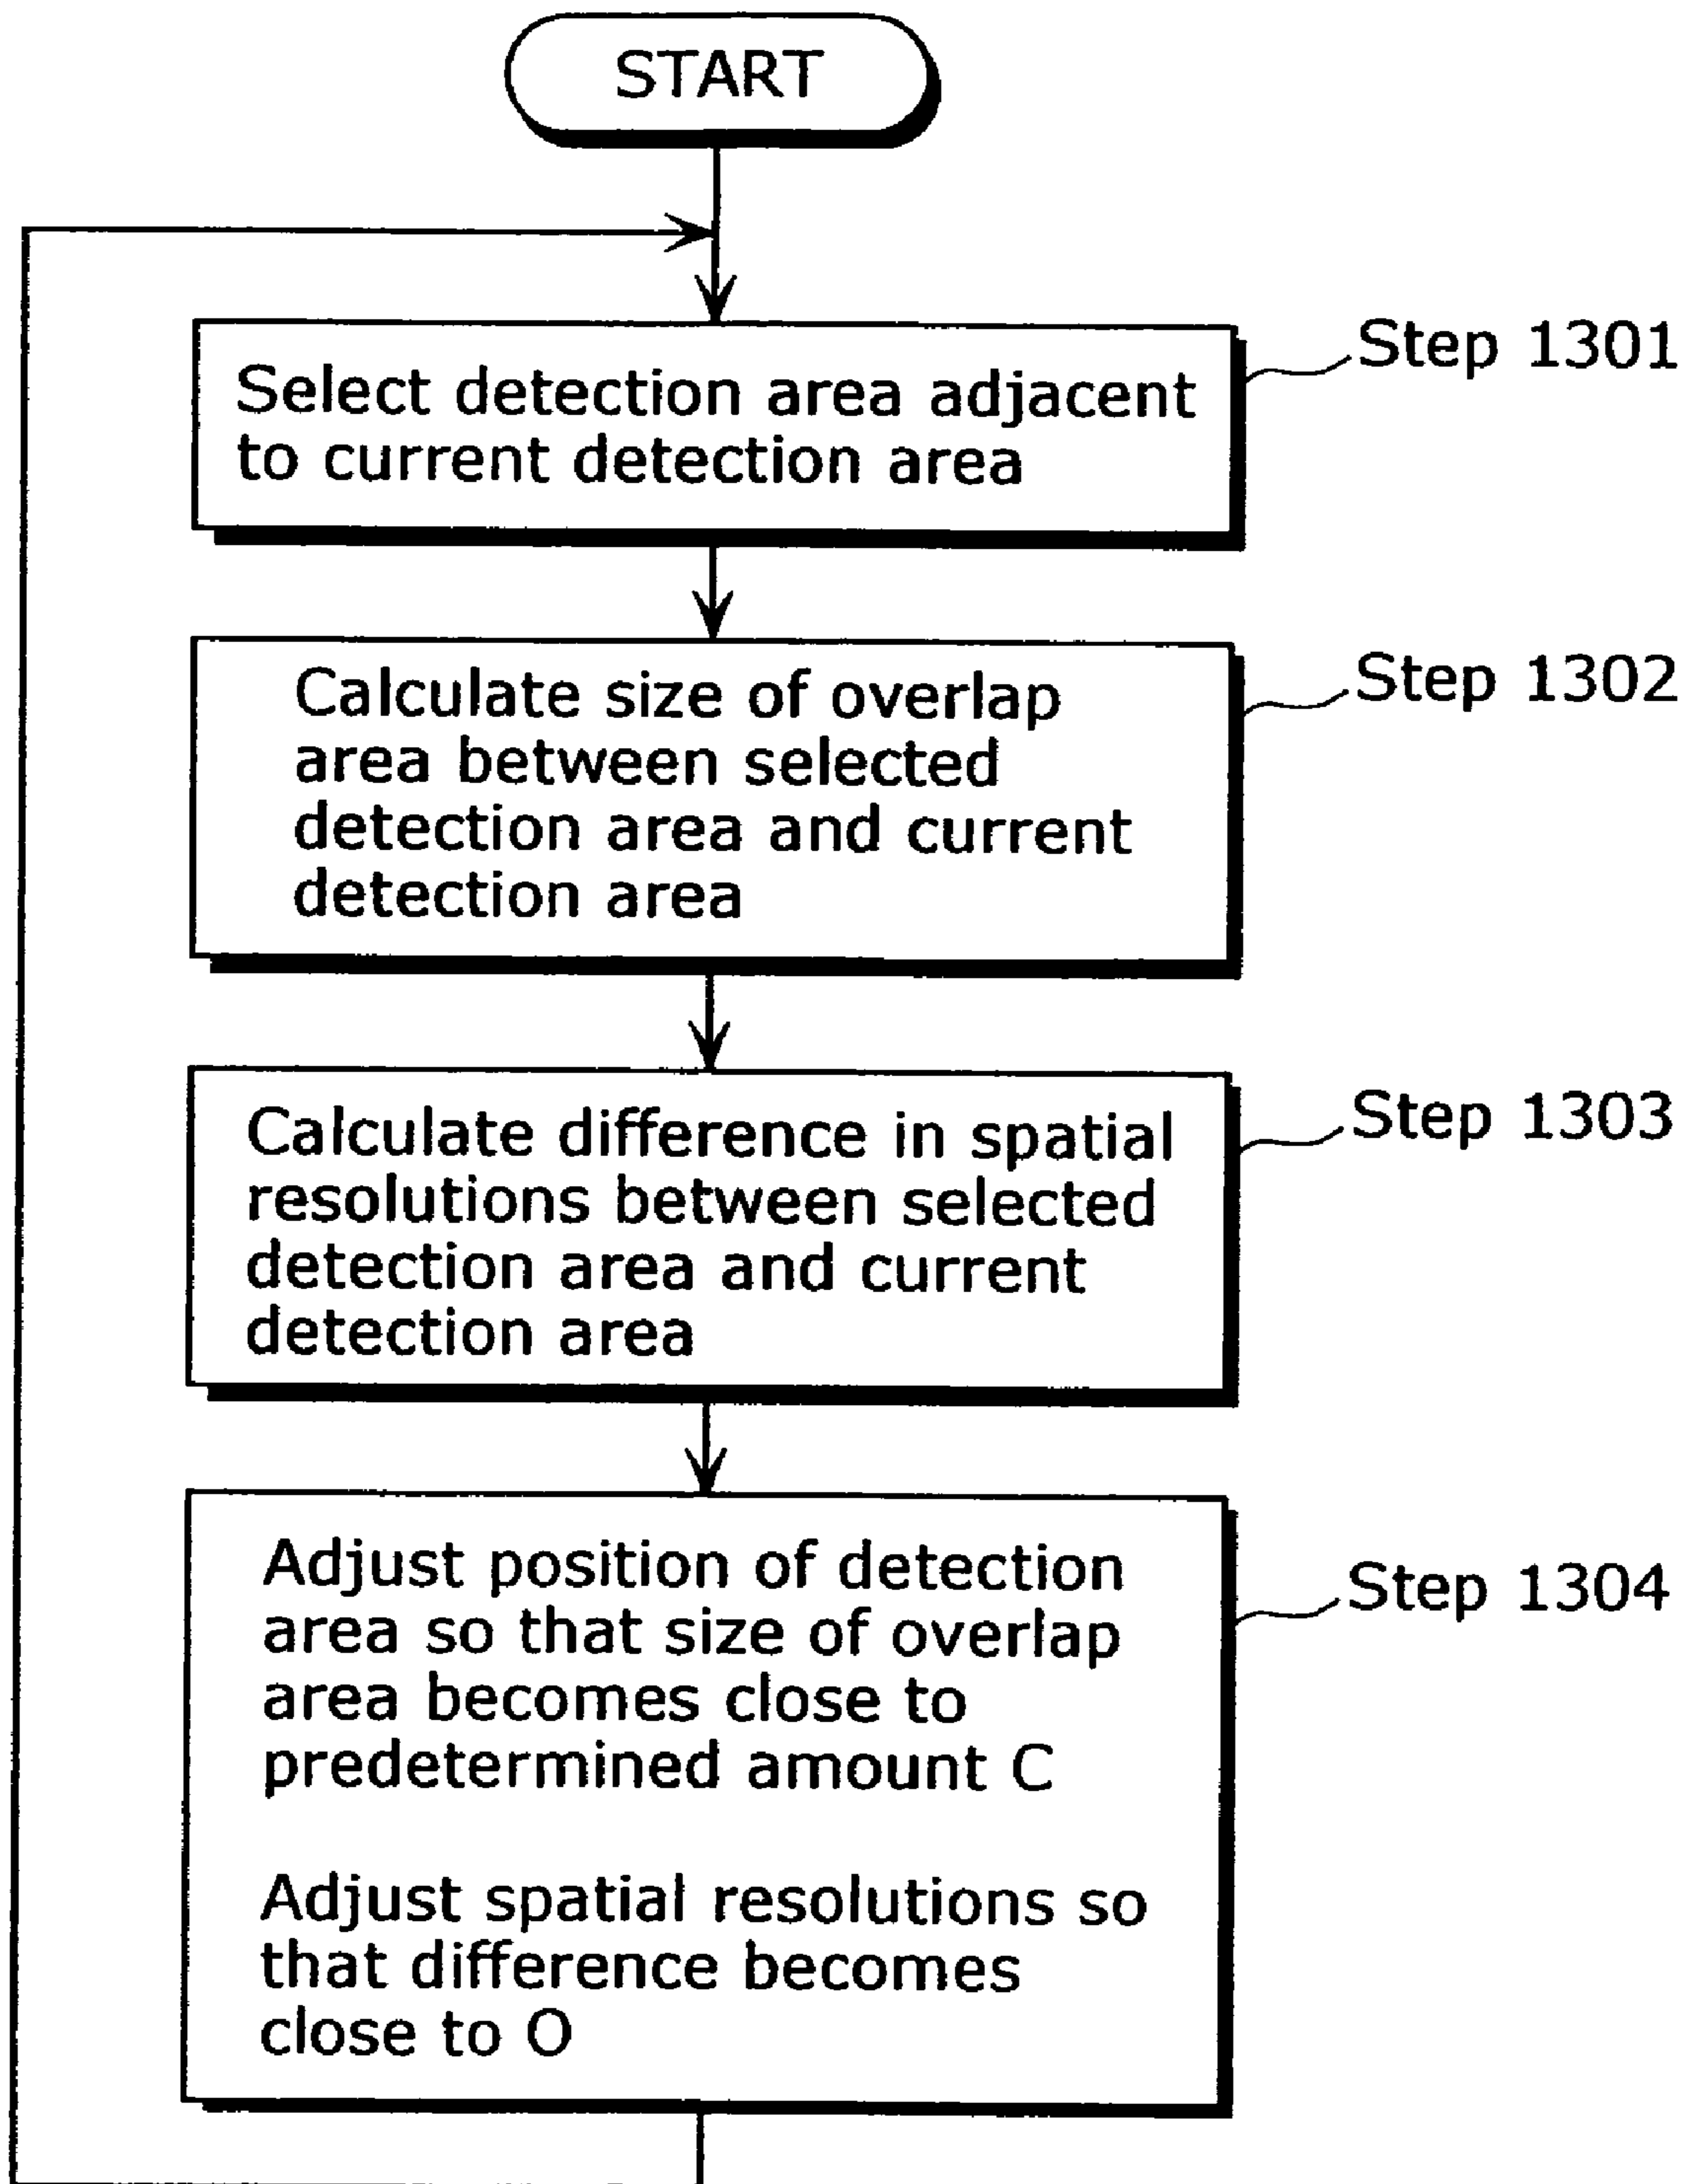 START
Step 1301
Select detection area adjacent
to current detection area
Step 1302
Calculate size of overlap
area between selected
detection area and current
detection area
Step 1303
Calculate difference in spatial
resolutions between selected
detection area and current
detection area
Step 1304
Adjust position of detection
area so that size of overlap
area becomes close to
predetermined amount C
Adjust spatial resolutions so
that difference becomes
close to O